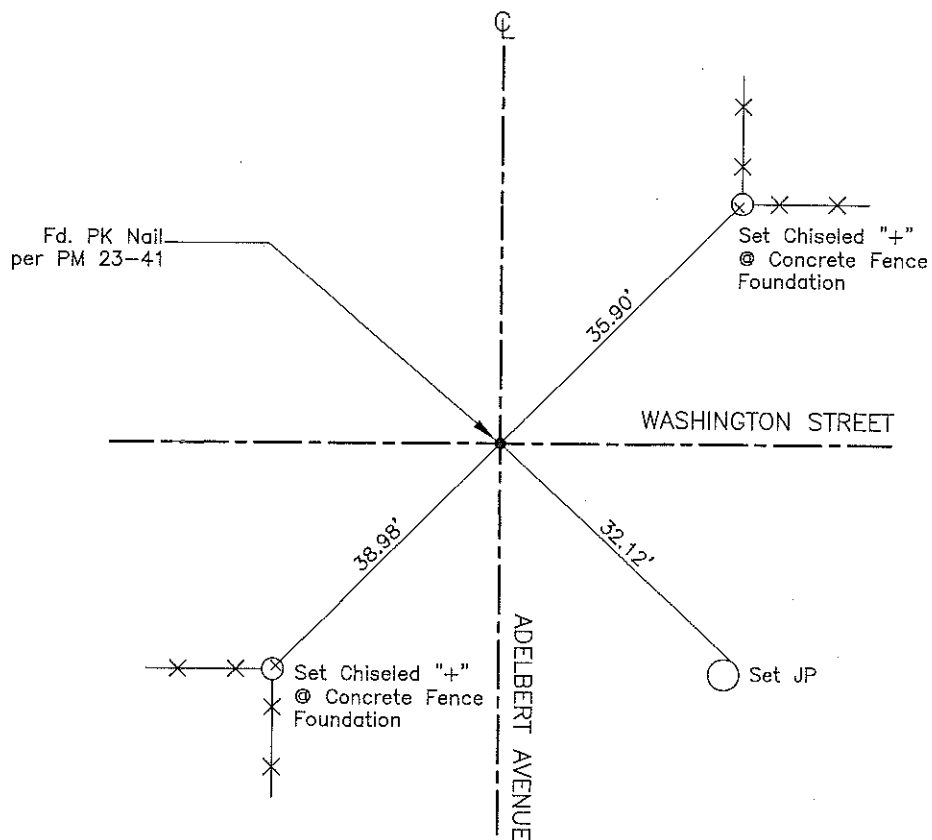 ℄
Fd. PK Nail
per PM 23-41
Set Chiseled "+"
@ Concrete Fence
Foundation
35.90'
WASHINGTON STREET
38.98'
32.12'
Set Chiseled "+"
@ Concrete Fence
Foundation
Set JP
ADELBERT AVENUE